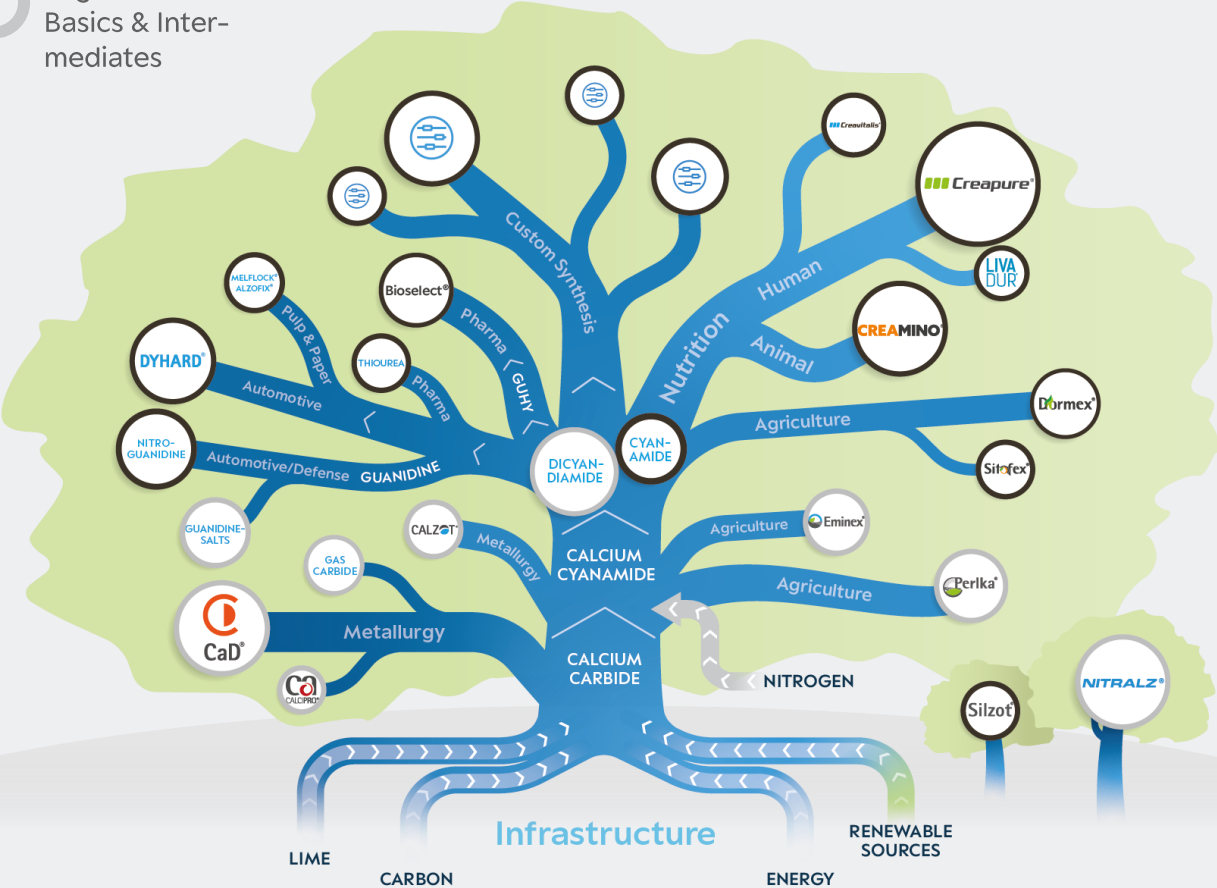 Basics & Inter-
mediates
Creavitalis®
Creapure®
Custom Synthesis
Human
LIVA
DUR
MELFLOCK®
ALZOFIX®
Bioselect®
Pulp & Paper
Pharma
GUHY
Nutrition
CREAMINO®
Animal
DYHARD®
THIOUREA
Automotive
Pharma
Dormex®
Agriculture
NITRO-
GUANIDINE
Automotive/Defense
GUANIDINE
DICYAN-
DIAMIDE
CYAN-
AMIDE
Sitofex®
GUANIDINE-
SALTS
CALZOT®
Metallurgy
Agriculture
Eminex®
GAS
CARBIDE
CALCIUM
CYANAMIDE
Agriculture
Perlka®
CaD®
Metallurgy
CALCIUM
CARBIDE
ca
CALCIPRO®
NITROGEN
Silzot®
NITRALZ®
Infrastructure
LIME
CARBON
ENERGY
RENEWABLE
SOURCES